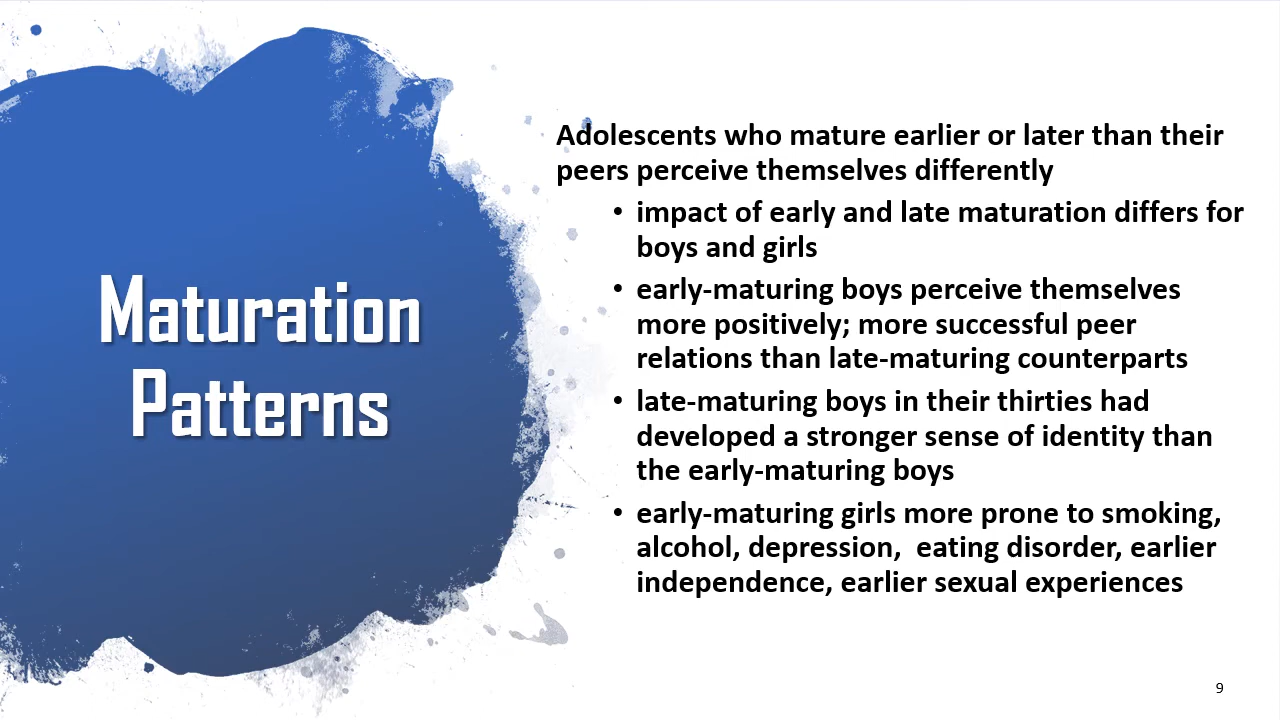 Maturation
Patterns
Adolescents who mature earlier or later than their
peers perceive themselves differently
• impact of early and late maturation differs for
boys and girls
• early-maturing boys perceive themselves
more positively; more successful peer
relations than late-maturing counterparts
• late-maturing boys in their thirties had
developed a stronger sense of identity than
the early-maturing boys
• early-maturing girls more prone to smoking,
alcohol, depression,  eating disorder, earlier
independence, earlier sexual experiences
9